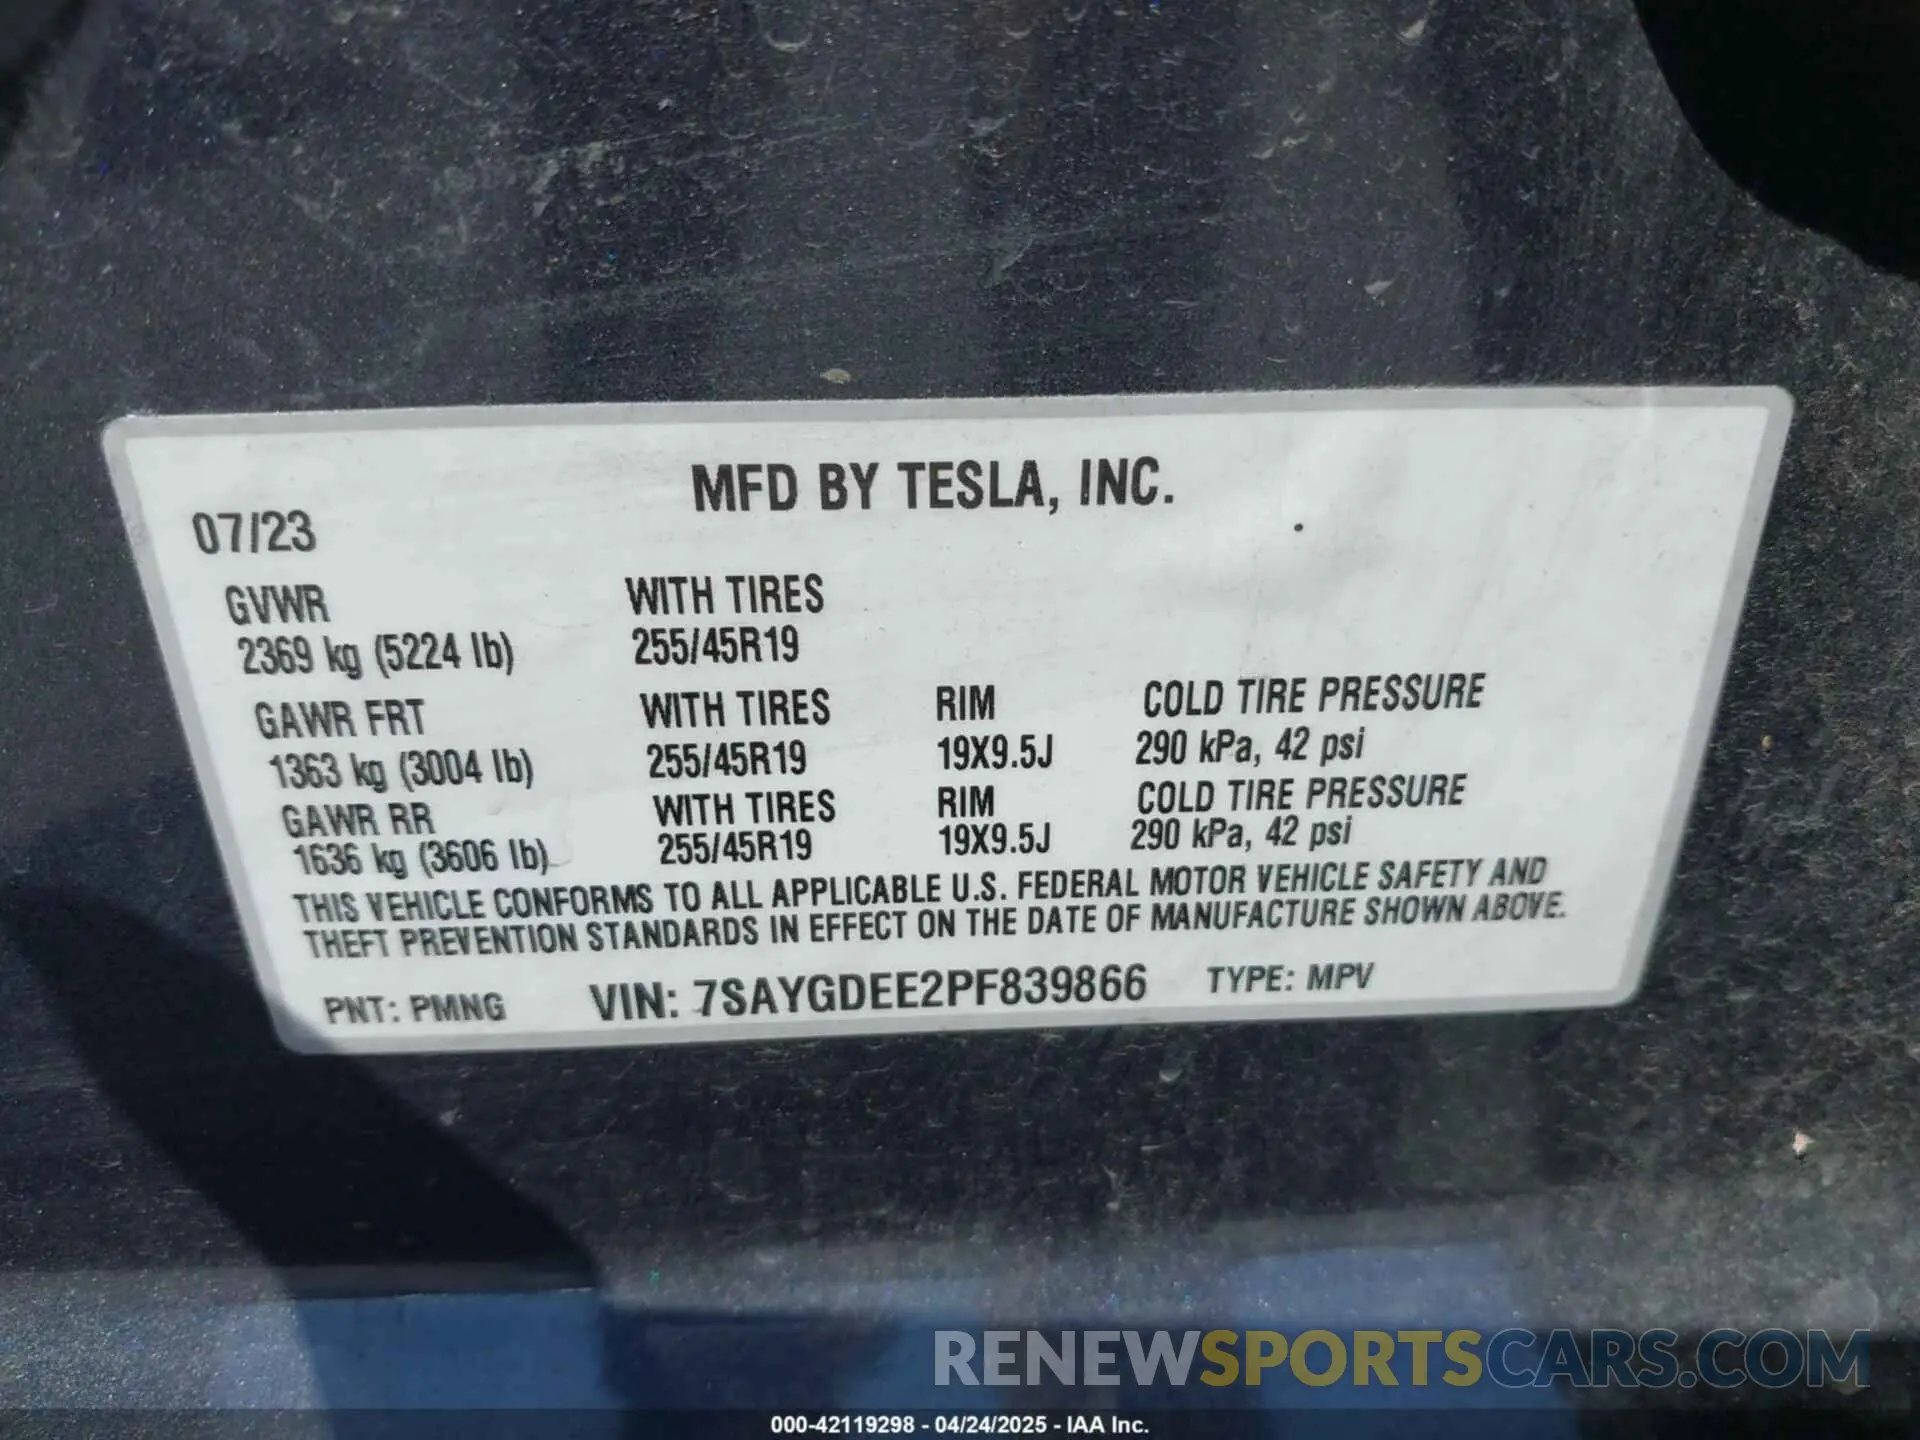 MFD BY TESLA, INC.
07/23
GVWR WITH TIRES
2369 kg (5224 lb) 255/45R19
GAWR FRT WITH TIRES RIM COLD TIRE PRESSURE
1363 kg (3004 lb) 255/45R19 19X9.5J 290 kPa, 42 psi
GAWR RR WITH TIRES RIM COLD TIRE PRESSURE
1636 kg (3606 lb) 255/45R19 19X9.5J 290 kPa, 42 psi
THIS VEHICLE CONFORMS TO ALL APPLICABLE U.S. FEDERAL MOTOR VEHICLE SAFETY AND
THEFT PREVENTION STANDARDS IN EFFECT ON THE DATE OF MANUFACTURE SHOWN ABOVE.
PNT: PMNG VIN: 7SAYGDEE2PF839866 TYPE: MPV
RENEWSPORTSCARS.COM
000-42119298 - 04/24/2025 - IAA Inc.